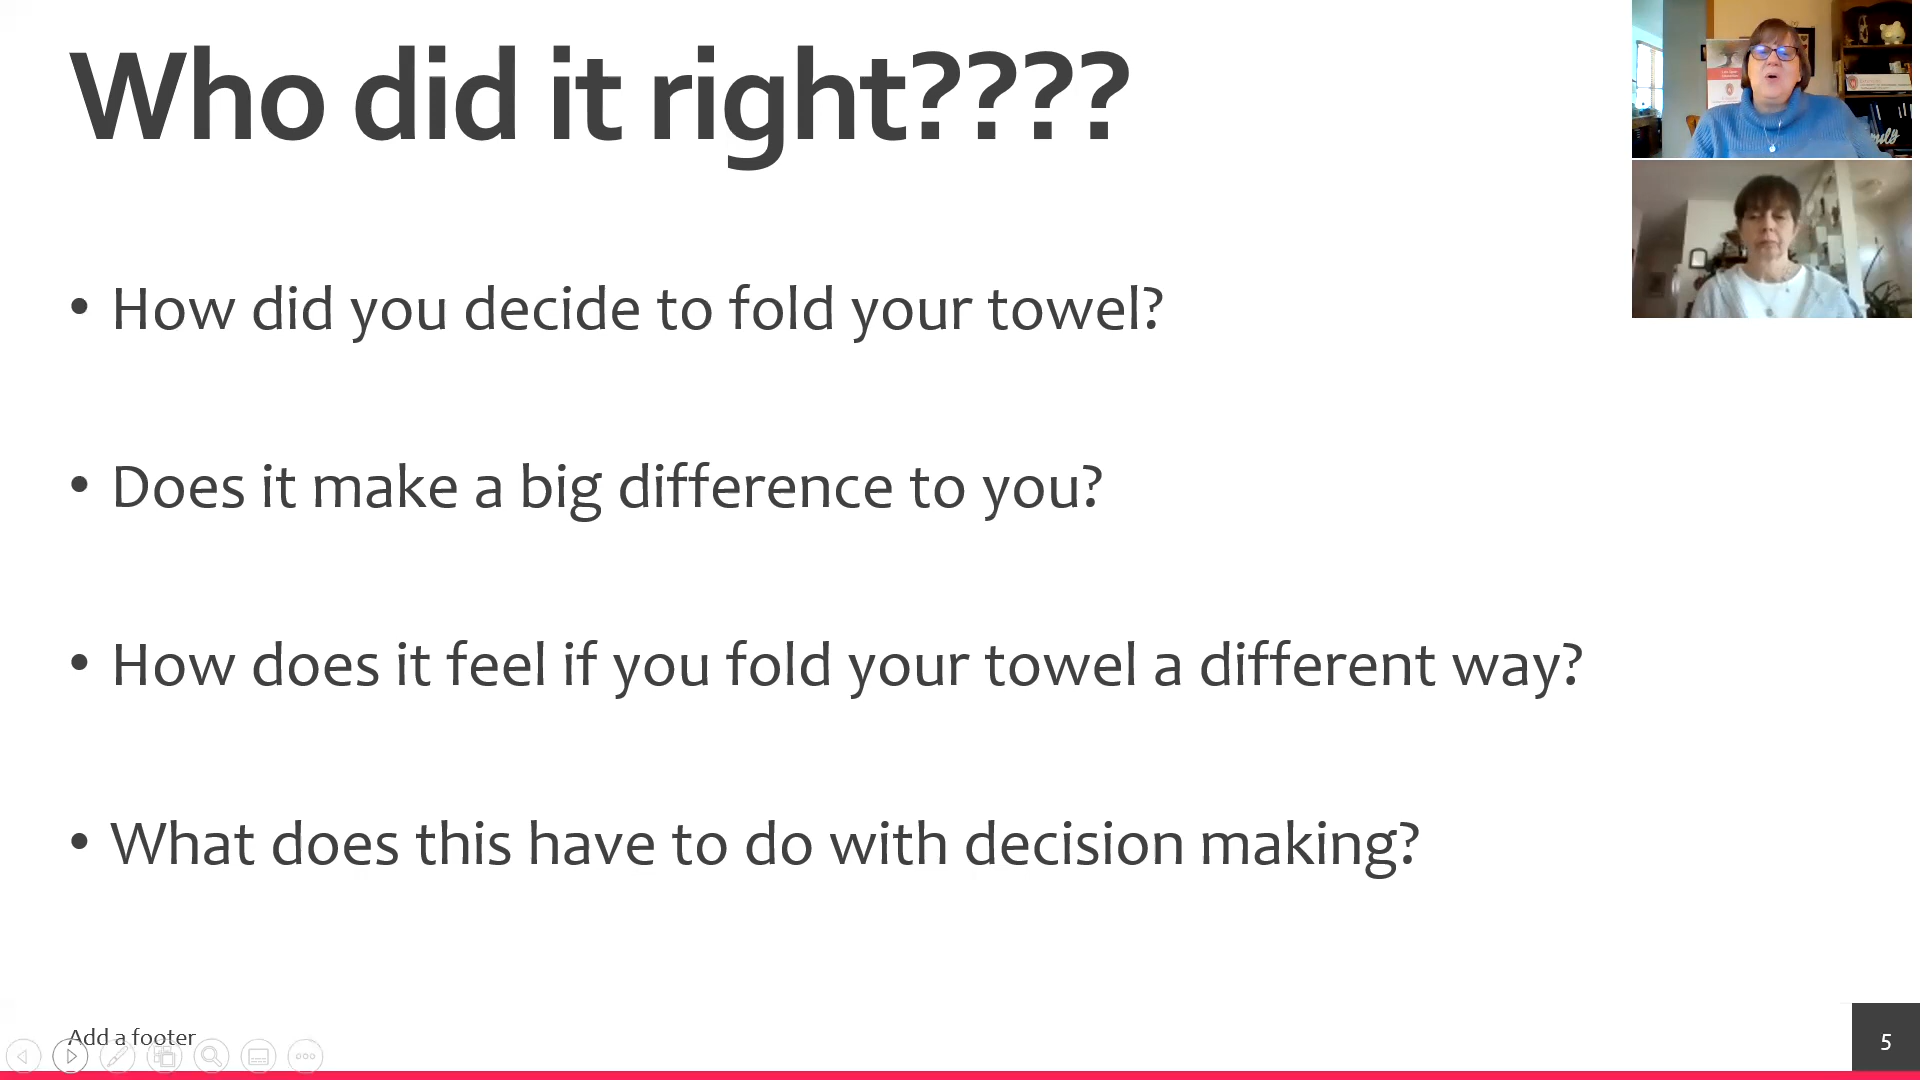 Who did it right????
• How did you decide to fold your towel?
• Does it make a big difference to you?
• How does it feel if you fold your towel a different way?
• What does this have to do with decision making?
Add a footer
5